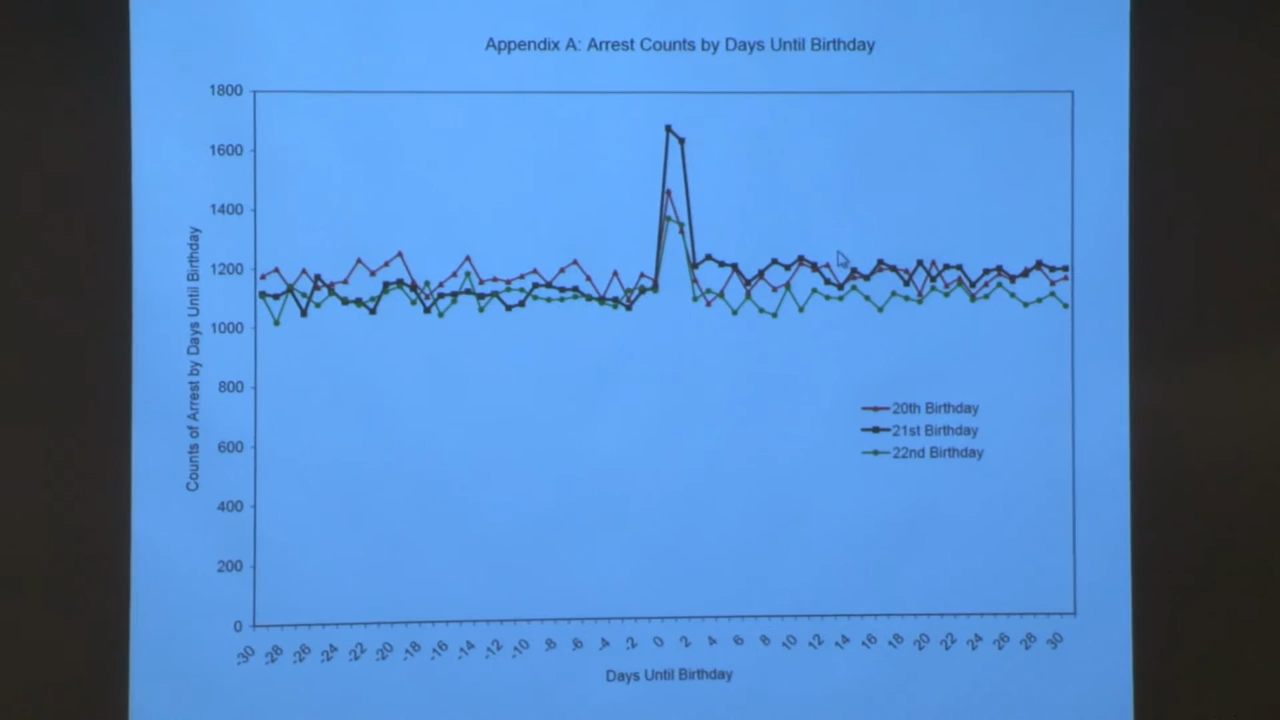 Appendix A: Arrest Counts by Days Until Birthday
1800
1600
1400
1200
1000
800
600
400
200
0
Counts of Arrest by Days Until Birthday
20th Birthday
21st Birthday
22nd Birthday
-30 -28 -26 -24 -22 -20 -18 -16 -14 -12 -10 -8 -6 -4 -2 0 2 4 6 8 10 12 14 16 18 20 22 24 26 28 30
Days Until Birthday